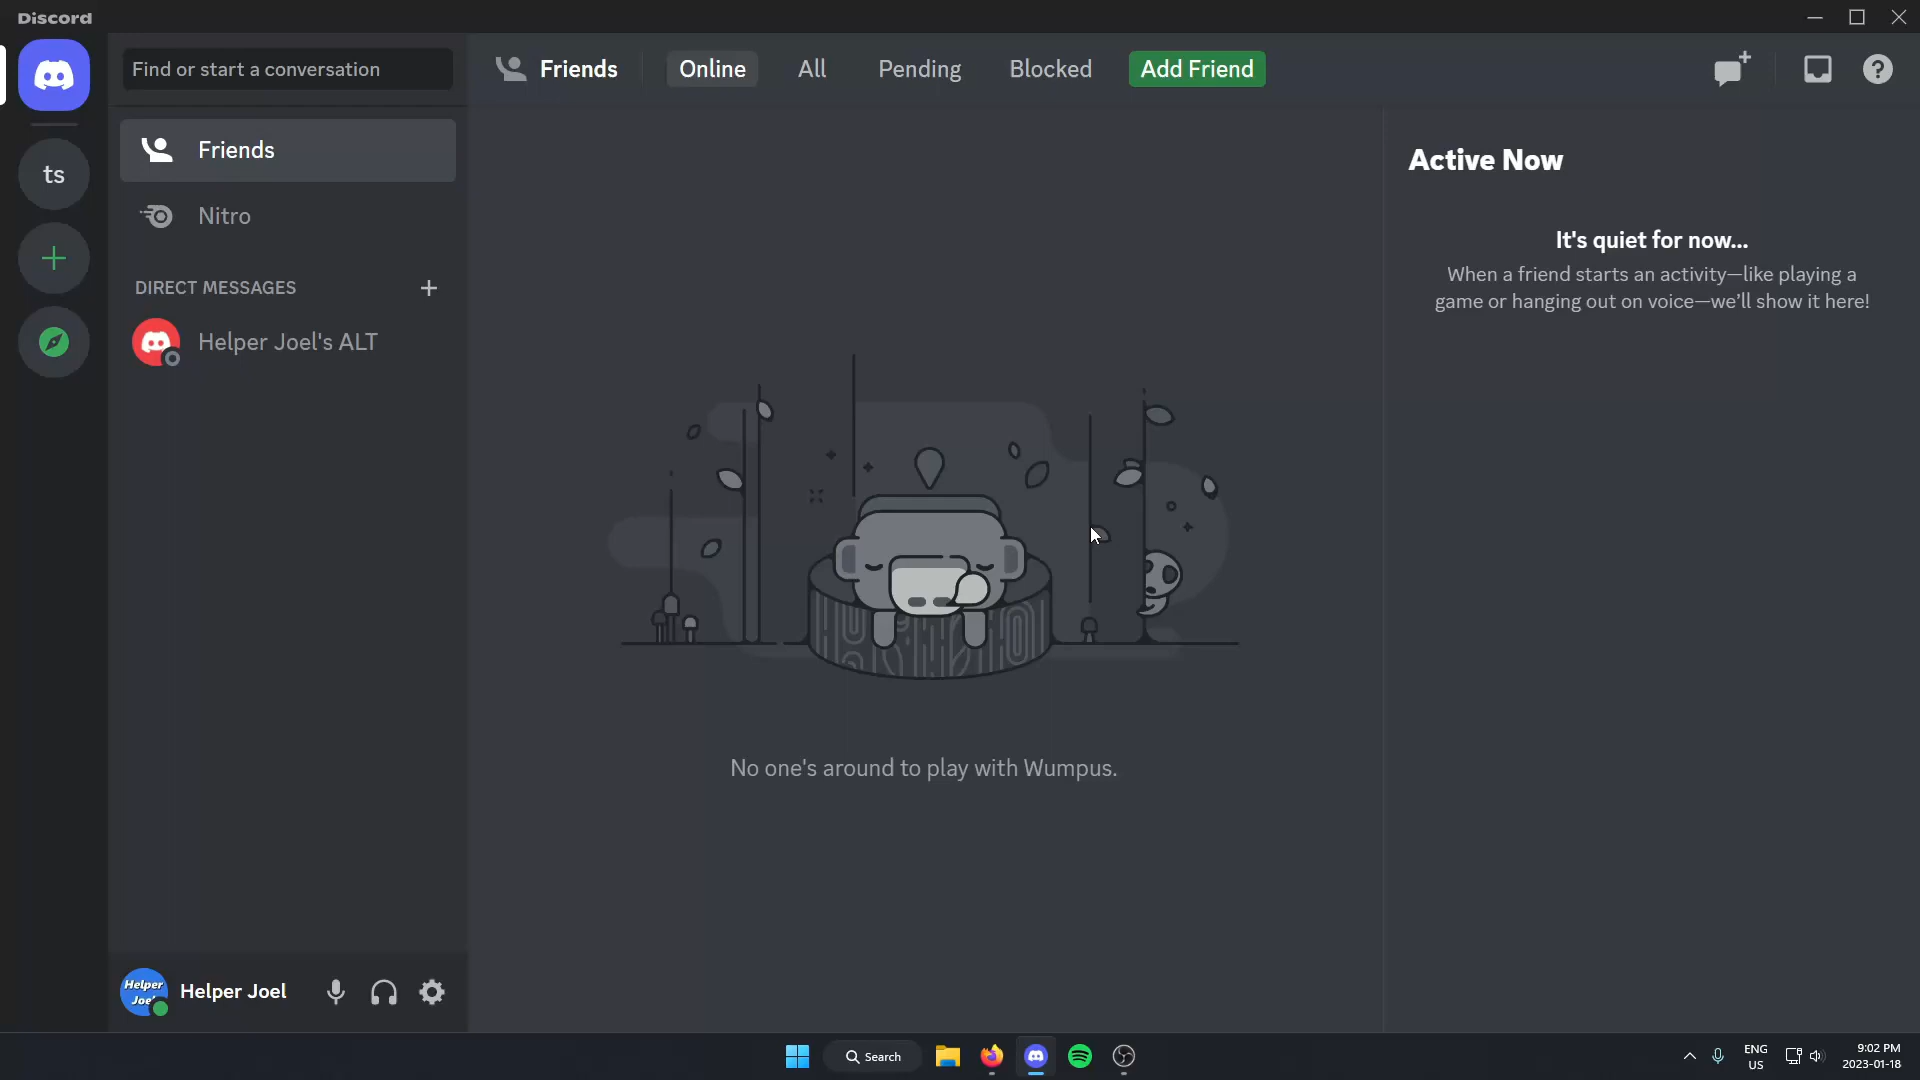 Discord
Find or start a conversation
Friends
Online
All
Pending
Blocked
Add Friend
ts
Friends
Nitro
DIRECT MESSAGES
Helper Joel's ALT
Active Now
It's quiet for now...
When a friend starts an activity—like playing a
game or hanging out on voice—we'll show it here!
No one's around to play with Wumpus.
Helper
Joel
Helper Joel
Search
ENG
US
9:02 PM
2023-01-18